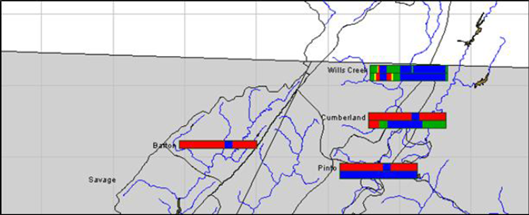 Wills Creek
Cumberland
Barton
Pinto
Savage